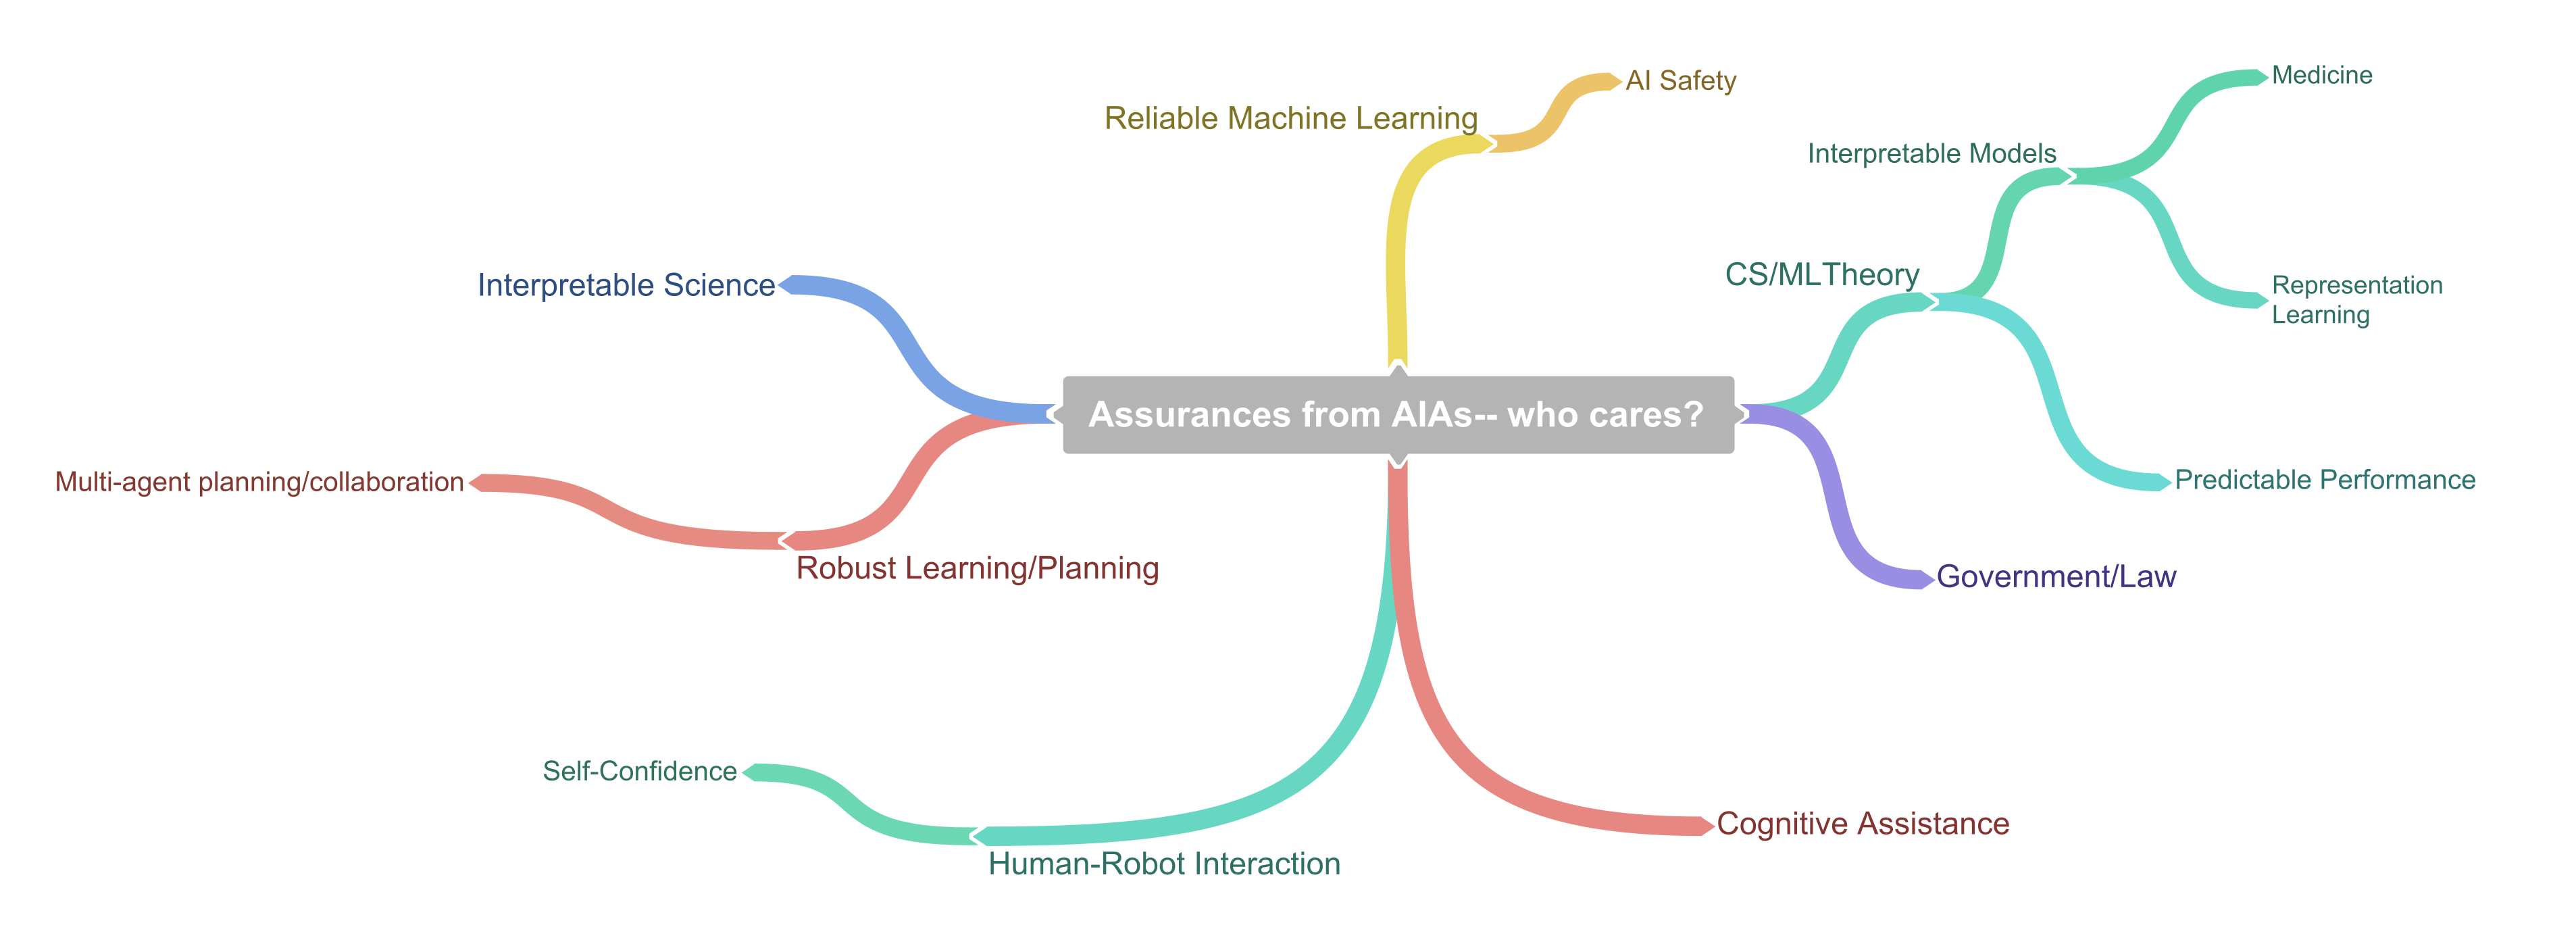 AI Safety
Medicine
Reliable Machine Learning
Interpretable Models
CS/MLTheory
Interpretable Science
Representation
Learning
Assurances from AIAs-- who cares?
Multi-agent planning/collaboration
Predictable Performance
Robust Learning/Planning
Government/Law
Self-Confidence
Cognitive Assistance
Human-Robot Interaction